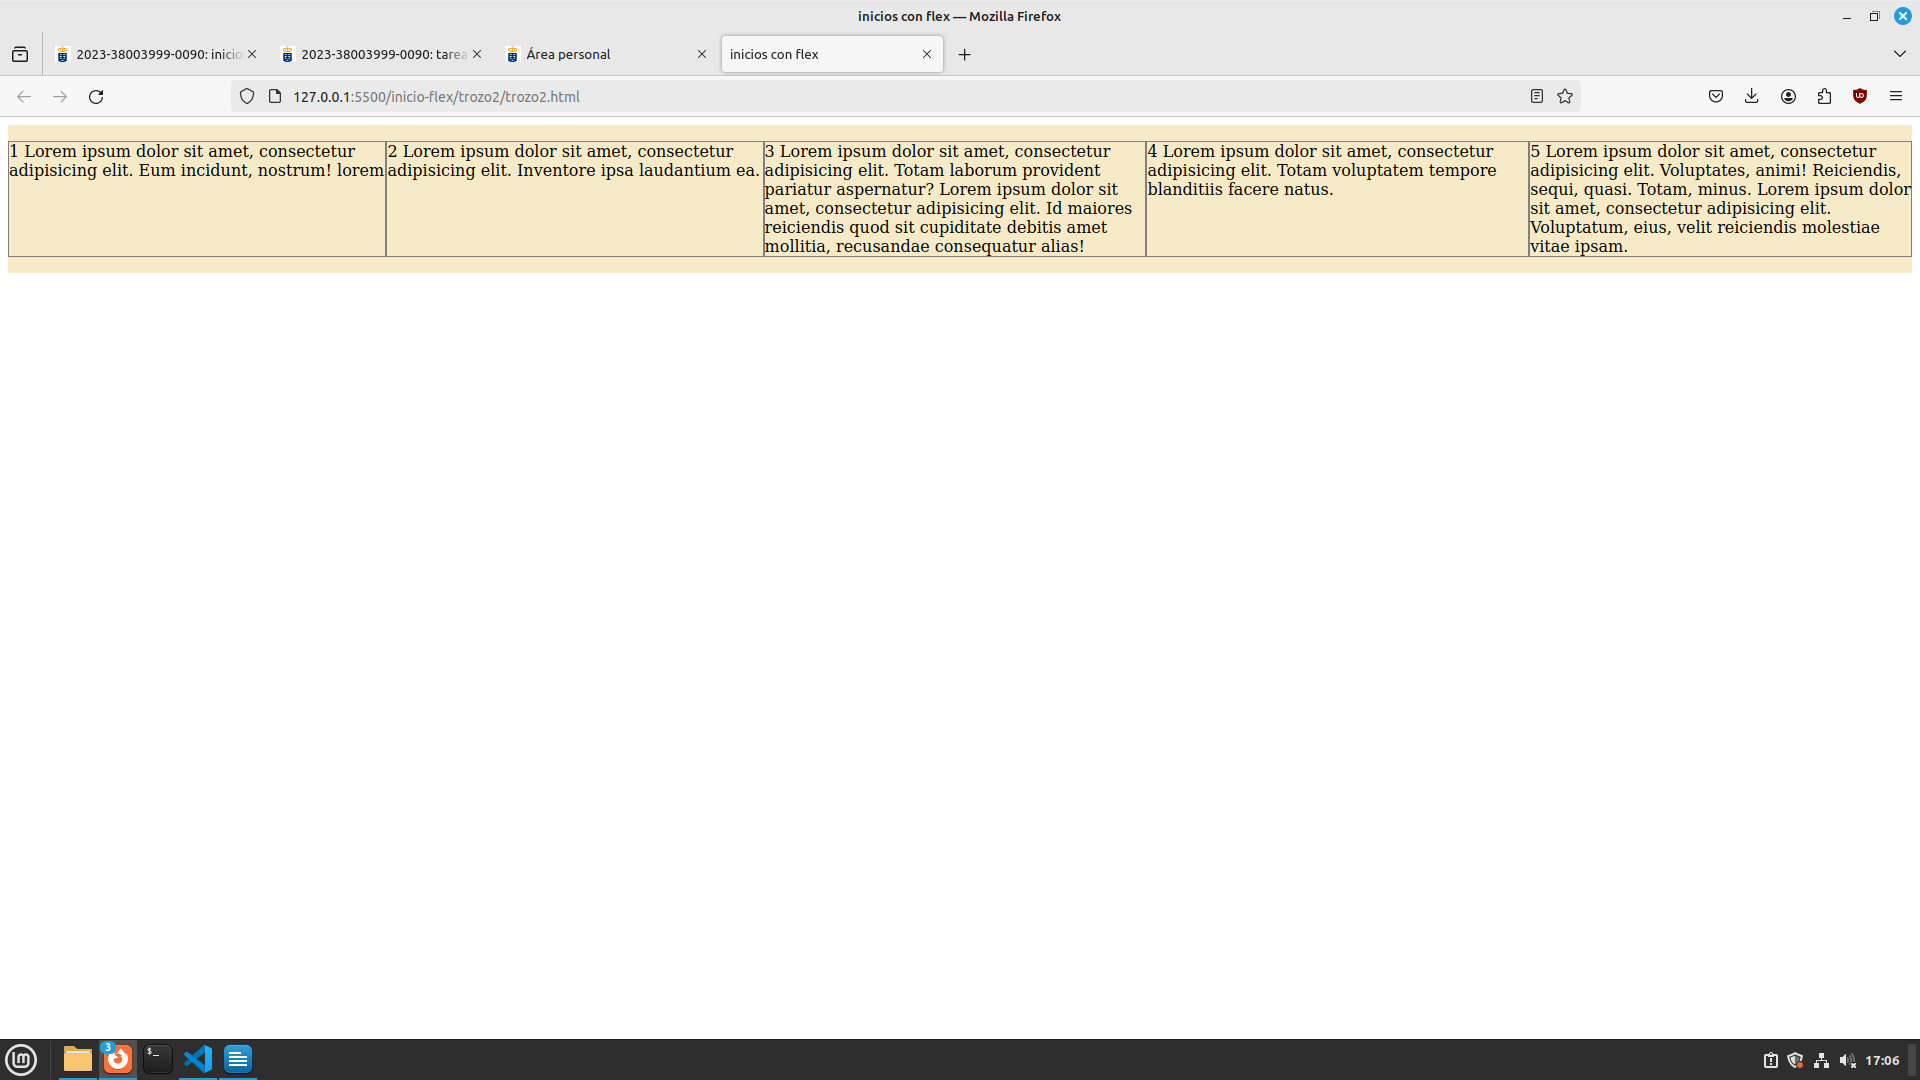 inicios con flex — Mozilla Firefox
2023-38003999-0090: inicio
2023-38003999-0090: tarea
Área personal
inicios con flex
127.0.0.1:5500/inicio-flex/trozo2/trozo2.html
1 Lorem ipsum dolor sit amet, consectetur
adipisicing elit. Eum incidunt, nostrum! lorem
2 Lorem ipsum dolor sit amet, consectetur
adipisicing elit. Inventore ipsa laudantium ea.
3 Lorem ipsum dolor sit amet, consectetur
adipisicing elit. Totam laborum provident
pariatur aspernatur? Lorem ipsum dolor sit
amet, consectetur adipisicing elit. Id maiores
reiciendis quod sit cupiditate debitis amet
mollitia, recusandae consequatur alias!
4 Lorem ipsum dolor sit amet, consectetur
adipisicing elit. Totam voluptatem tempore
blanditiis facere natus.
5 Lorem ipsum dolor sit amet, consectetur
adipisicing elit. Voluptates, animi! Reiciendis,
sequi, quasi. Totam, minus. Lorem ipsum dolor
sit amet, consectetur adipisicing elit.
Voluptatum, eius, velit reiciendis molestiae
vitae ipsam.
3
17:06